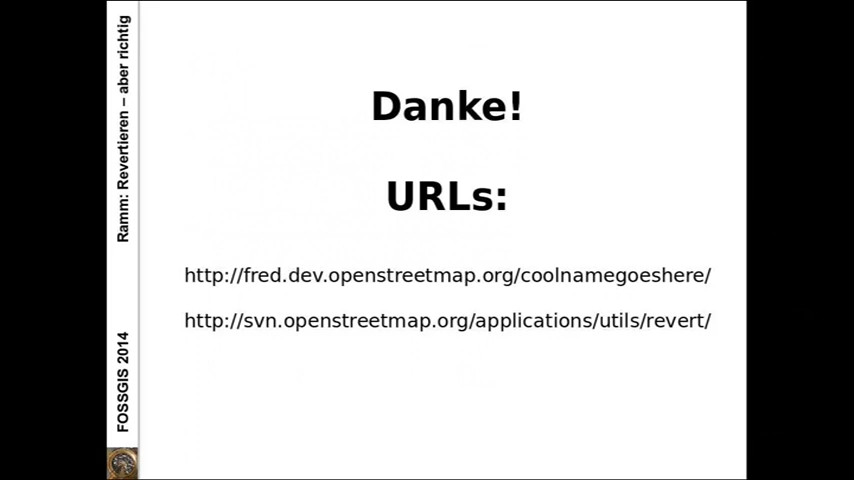 Ramm: Revertieren – aber richtig
FOSSGIS 2014
Danke!
URLs:
http://fred.dev.openstreetmap.org/coolnamegoeshere/
http://svn.openstreetmap.org/applications/utils/revert/